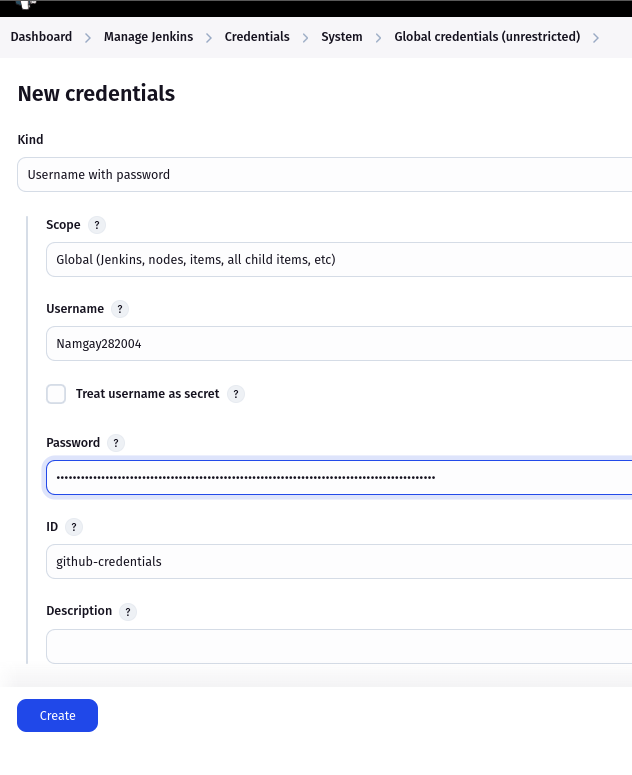 Dashboard > Manage Jenkins > Credentials > System > Global credentials (unrestricted) >
New credentials
Kind
Username with password
Scope ?
Global (Jenkins, nodes, items, all child items, etc)
Username ?
Namgay282004
Treat username as secret ?
Password ?
ID ?
github-credentials
Description ?
Create